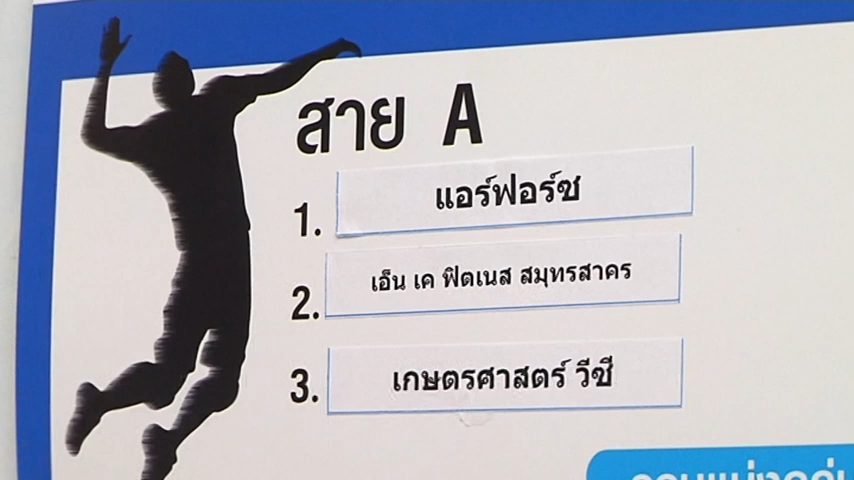 สาย A
1. แอร์ฟอร์ซ
2. เอ็น เค ฟิตเนส สมุทรสาคร
3. เกษตรศาสตร์ วีซี